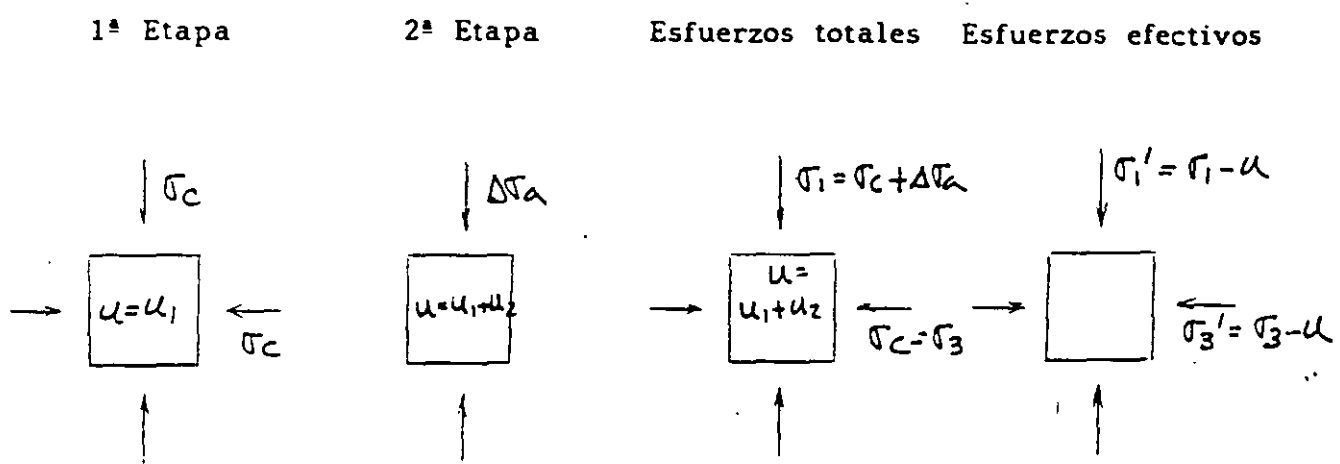 1ª Etapa
2ª Etapa
Esfuerzos totales
Esfuerzos efectivos
σc
u=u₁
σc
Δσa
u=u₁+u₂
σ₁=σc+Δσa
u=
u₁+u₂
σc=σ₃
σ₁'=σ₁-u
σ₃'=σ₃-u